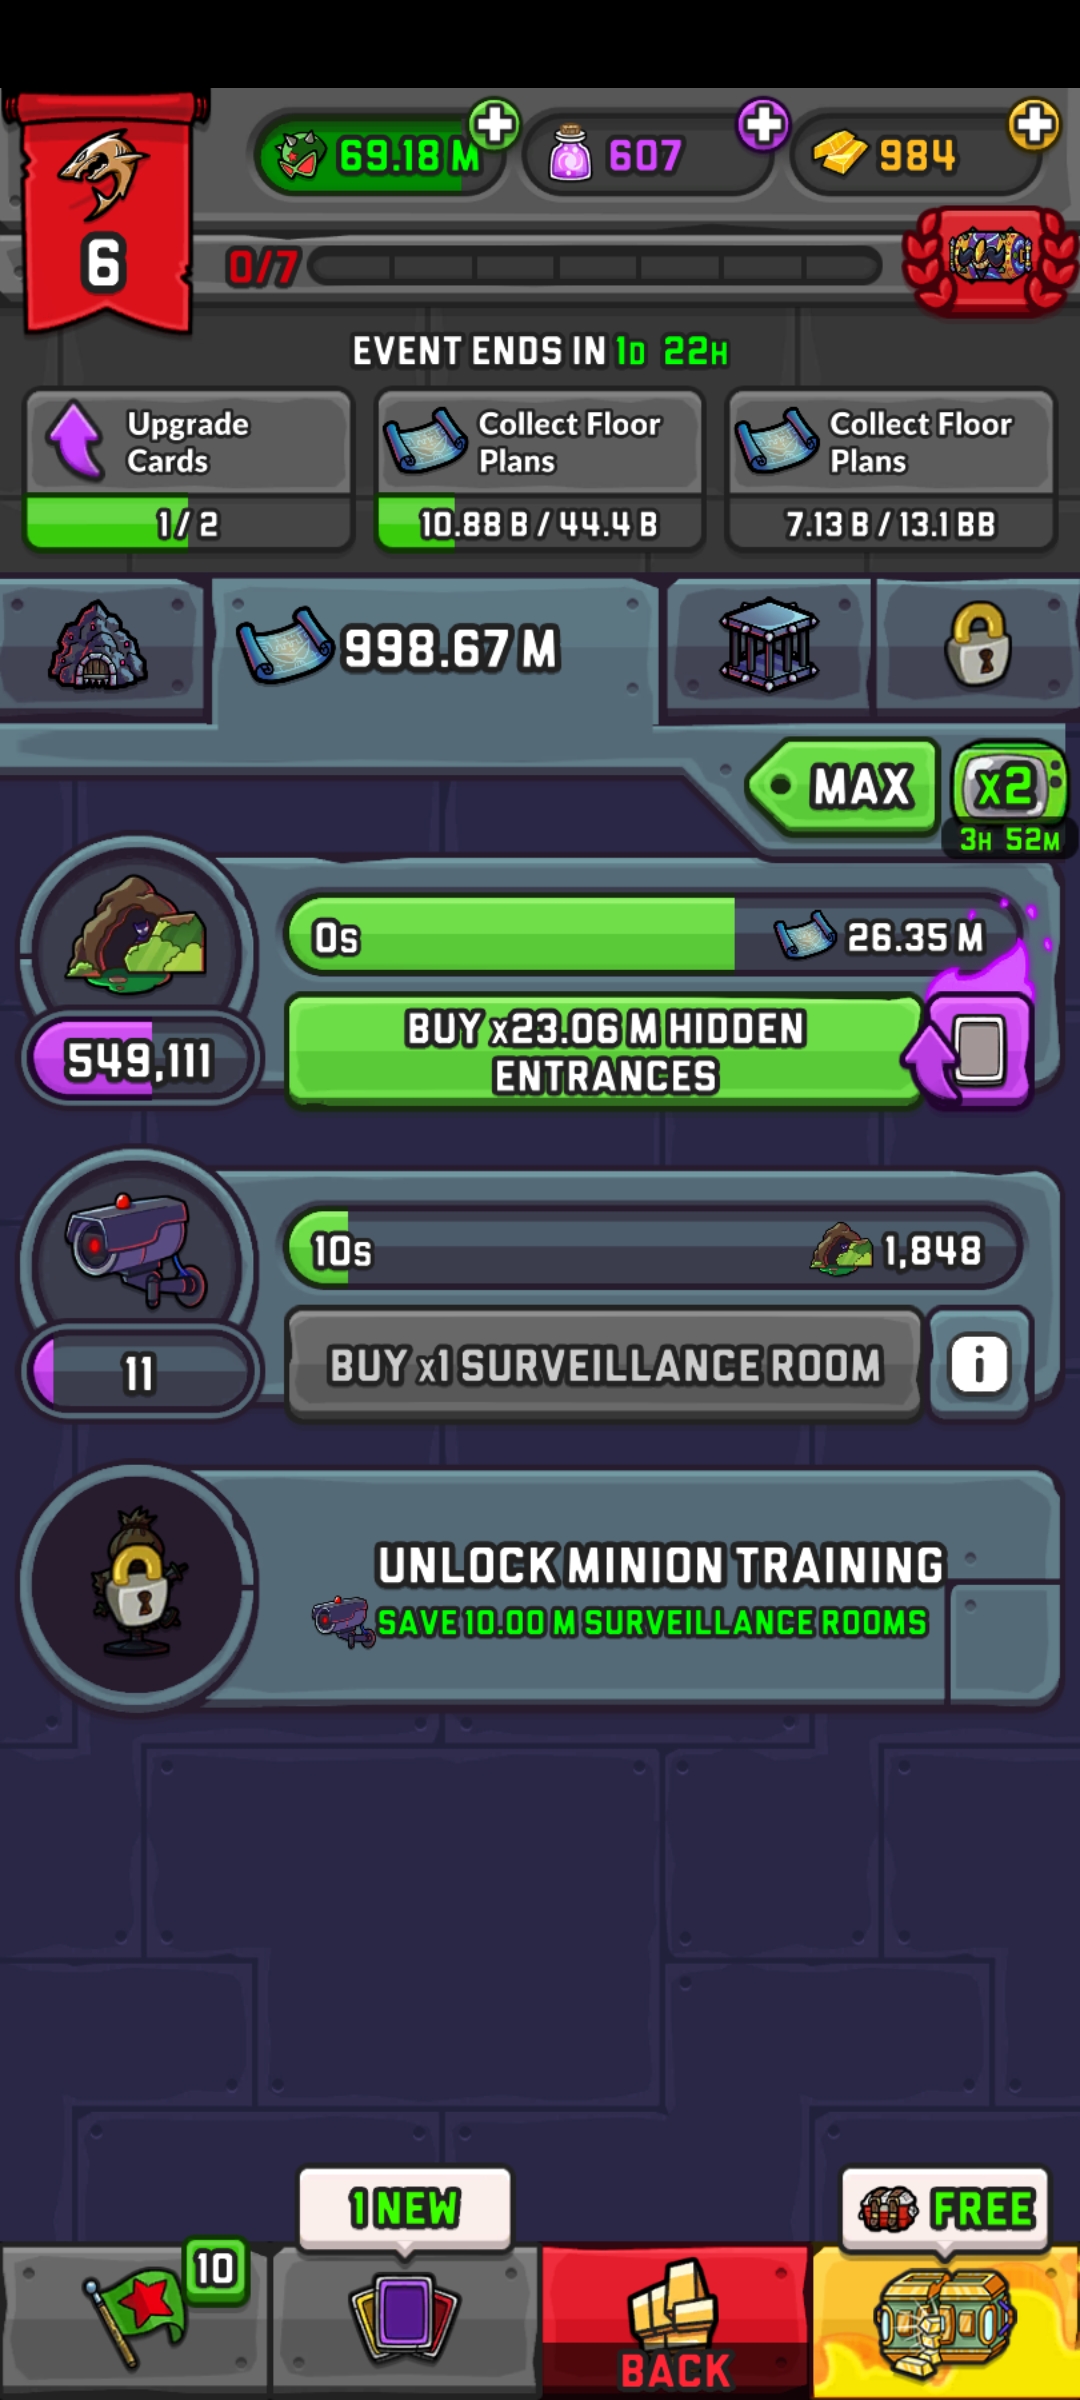 69.18 M
607
984
6
0/7
EVENT ENDS IN 1D 22H
Upgrade
Cards
1 / 2
Collect Floor
Plans
10.88 B / 44.4 B
Collect Floor
Plans
7.13 B / 13.1 BB
998.67 M
MAX
x2
3H 52M
0s
26.35 M
549,111
BUY x23.06 M HIDDEN
ENTRANCES
10s
1,848
11
BUY x1 SURVEILLANCE ROOM
i
UNLOCK MINION TRAINING
SAVE 10.00 M SURVEILLANCE ROOMS
10
1 NEW
BACK
FREE